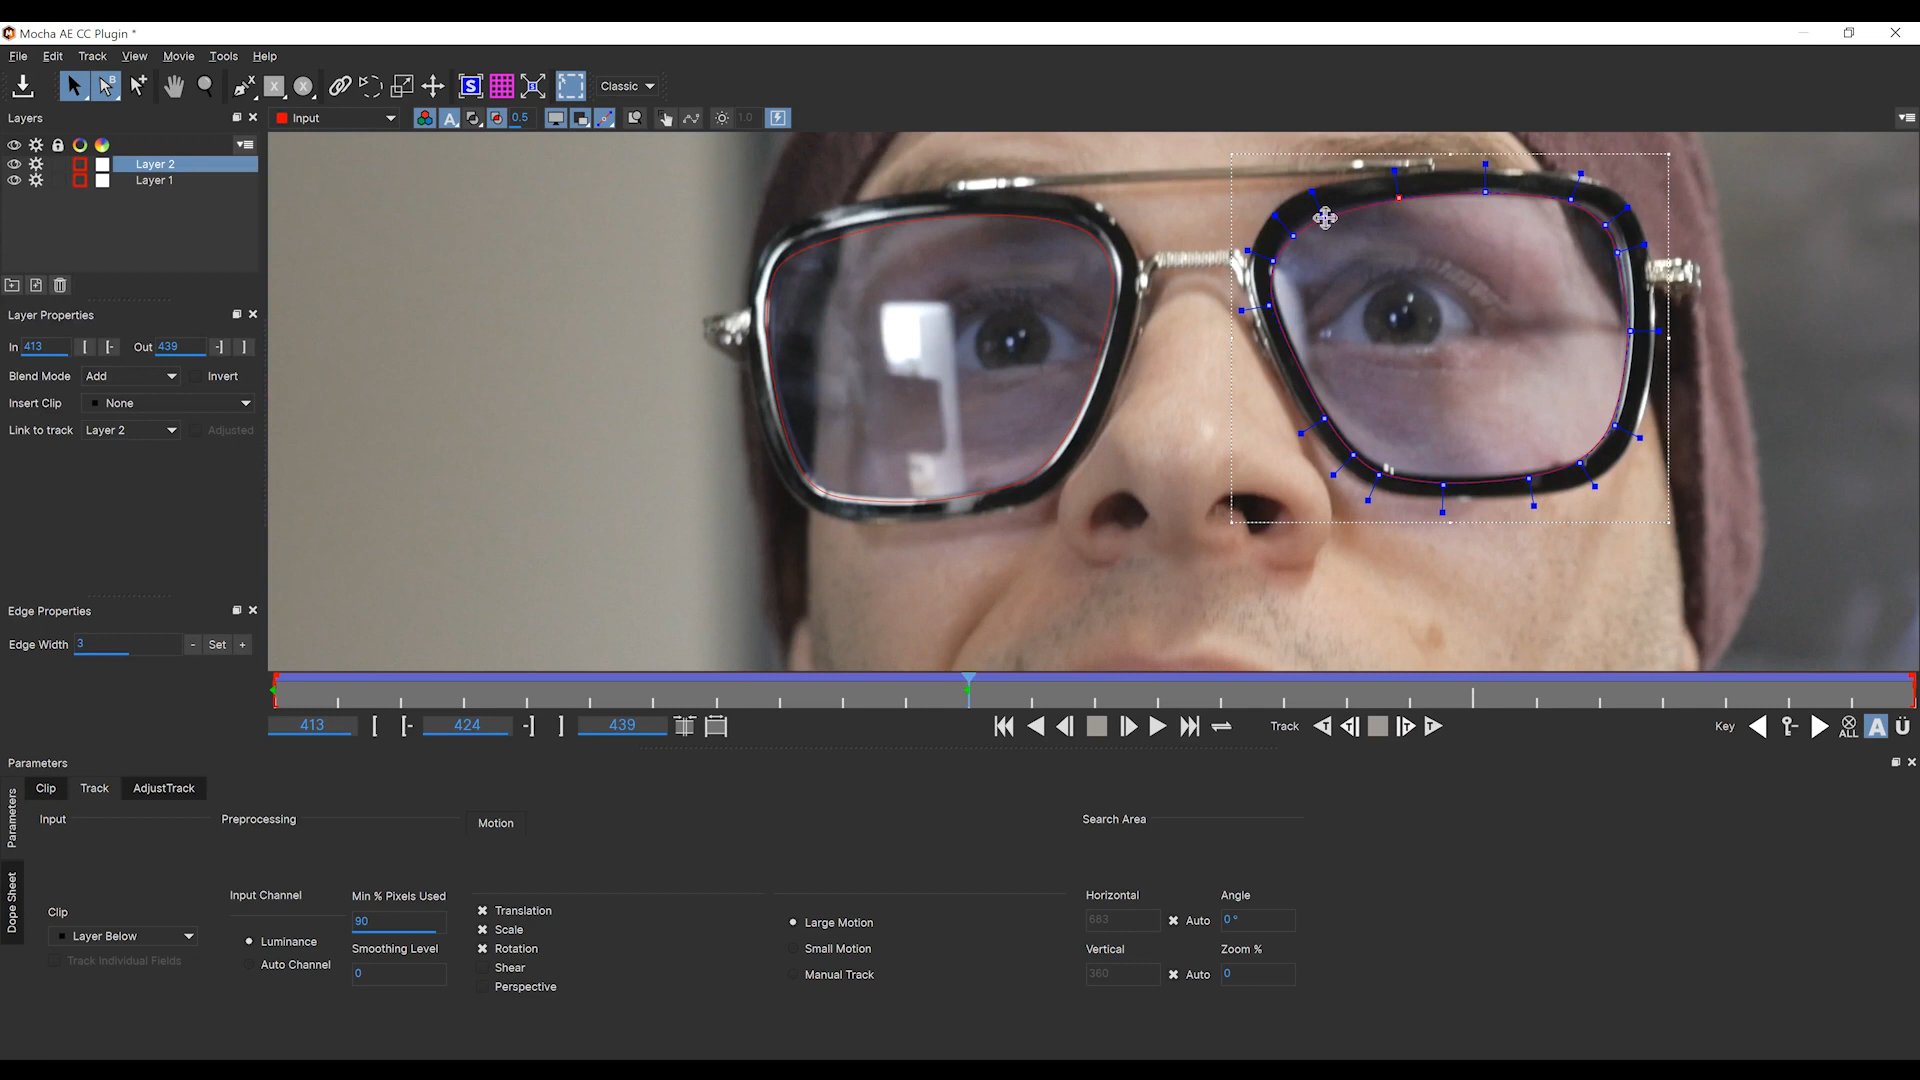 Mocha AE CC Plugin *
File Edit Track View Movie Tools Help
Classic
Layers
Input
A 0.5 1.0
Layer 2
Layer 1
Layer Properties
In 413 Out 439
Blend Mode Add Invert
Insert Clip None
Link to track Layer 2 Adjusted
Edge Properties
Edge Width 3 - Set +
413 424 439 Track Key ALL A Ü
Parameters
Clip Track AdjustTrack
Parameters
Dope Sheet
Input Preprocessing Motion Search Area
Input Channel Min % Pixels Used Horizontal Angle
Clip 90 Translation Large Motion 683 Auto 0 °
Layer Below Luminance Scale
Smoothing Level Rotation Small Motion Vertical Zoom %
Track Individual Fields Auto Channel 0 Shear Manual Track 360 Auto 0
Perspective